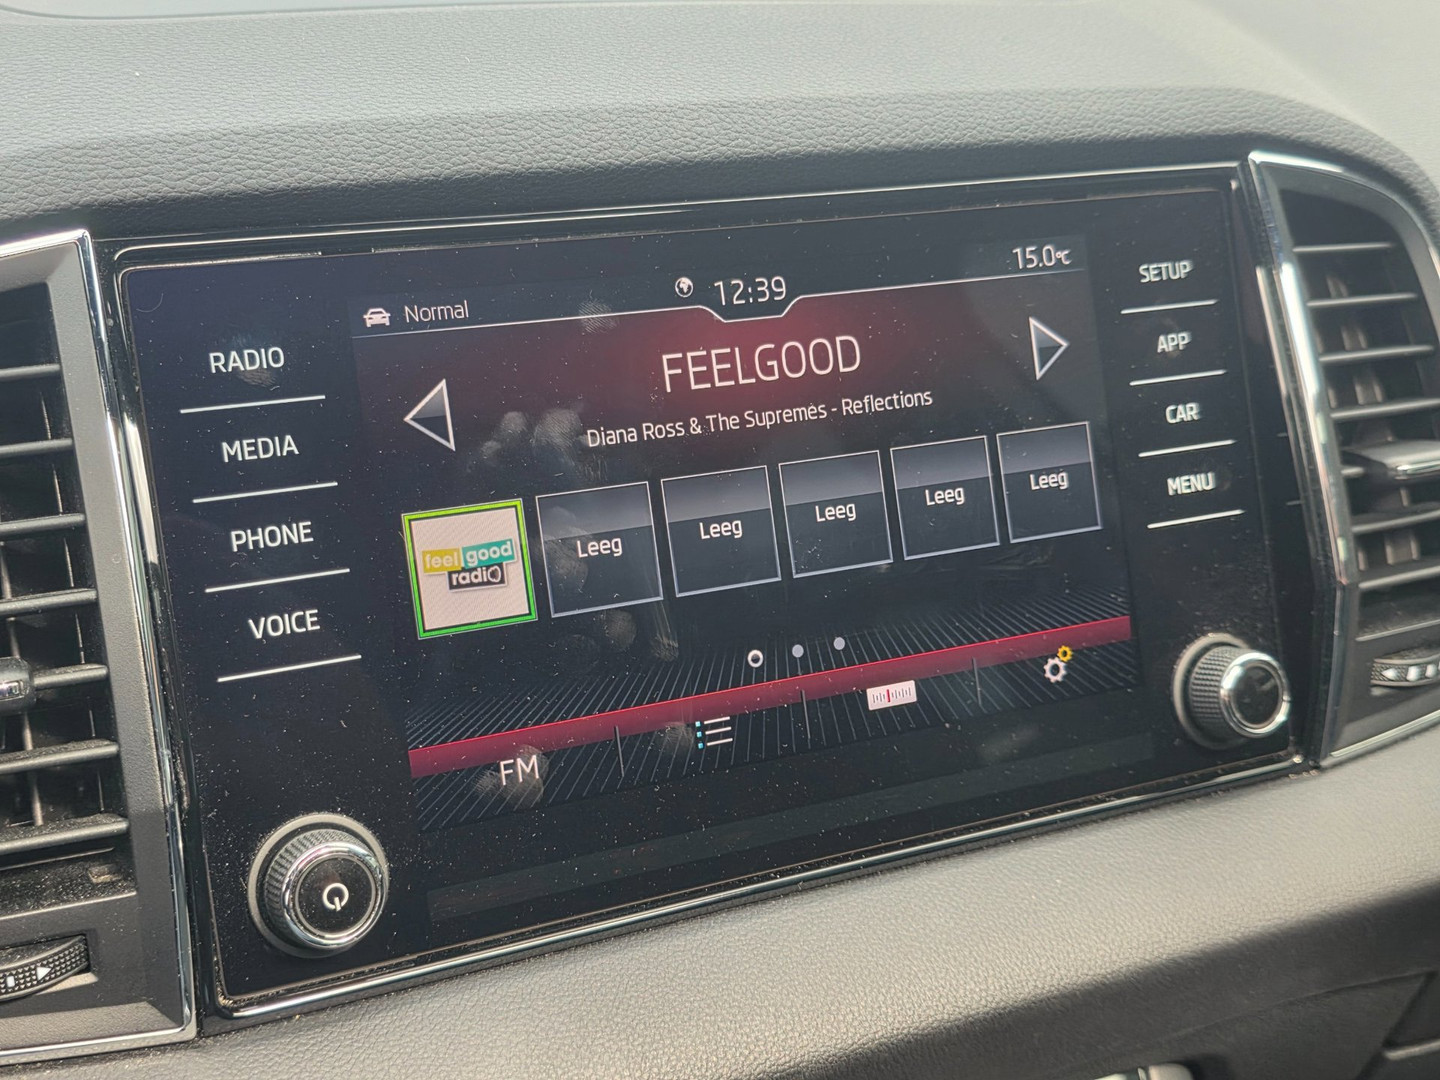 Normal
12:39
15.0°C
RADIO
MEDIA
PHONE
VOICE
FEELGOOD
Diana Ross & The Supremes - Reflections
feel good
radio
Leeg
Leeg
Leeg
Leeg
Leeg
FM
SETUP
APP
CAR
MENU